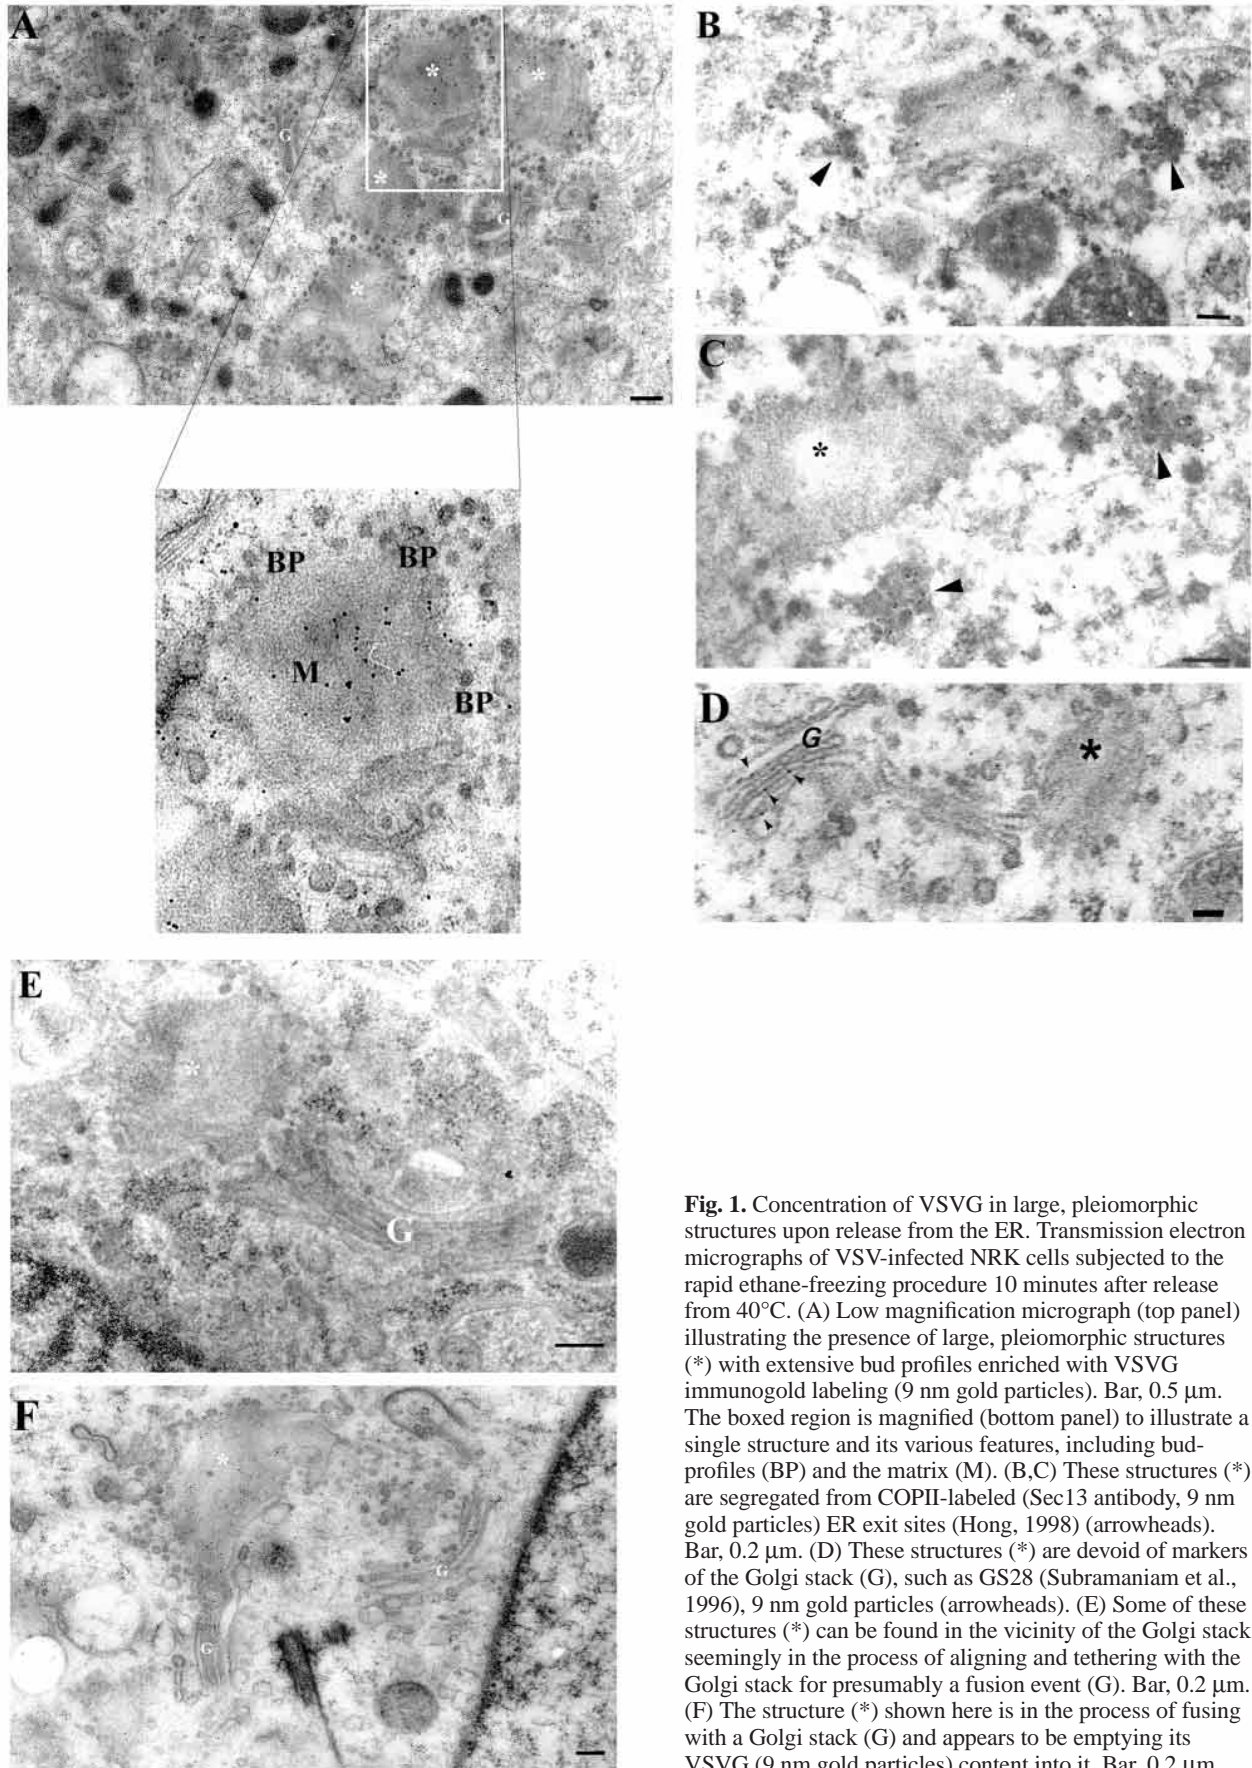 A
*
*
G
*
G
*
BP
BP
M
BP
B
*
C
*
D
G
*
E
*
G
F
*
G
G
Fig. 1. Concentration of VSVG in large, pleiomorphic
structures upon release from the ER. Transmission electron
micrographs of VSV-infected NRK cells subjected to the
rapid ethane-freezing procedure 10 minutes after release
from 40°C. (A) Low magnification micrograph (top panel)
illustrating the presence of large, pleiomorphic structures
(*) with extensive bud profiles enriched with VSVG
immunogold labeling (9 nm gold particles). Bar, 0.5 μm.
The boxed region is magnified (bottom panel) to illustrate a
single structure and its various features, including bud-
profiles (BP) and the matrix (M). (B,C) These structures (*)
are segregated from COPII-labeled (Sec13 antibody, 9 nm
gold particles) ER exit sites (Hong, 1998) (arrowheads).
Bar, 0.2 μm. (D) These structures (*) are devoid of markers
of the Golgi stack (G), such as GS28 (Subramaniam et al.,
1996), 9 nm gold particles (arrowheads). (E) Some of these
structures (*) can be found in the vicinity of the Golgi stack
seemingly in the process of aligning and tethering with the
Golgi stack for presumably a fusion event (G). Bar, 0.2 μm.
(F) The structure (*) shown here is in the process of fusing
with a Golgi stack (G) and appears to be emptying its
VSVG (9 nm gold particles) content into it. Bar, 0.2 μm